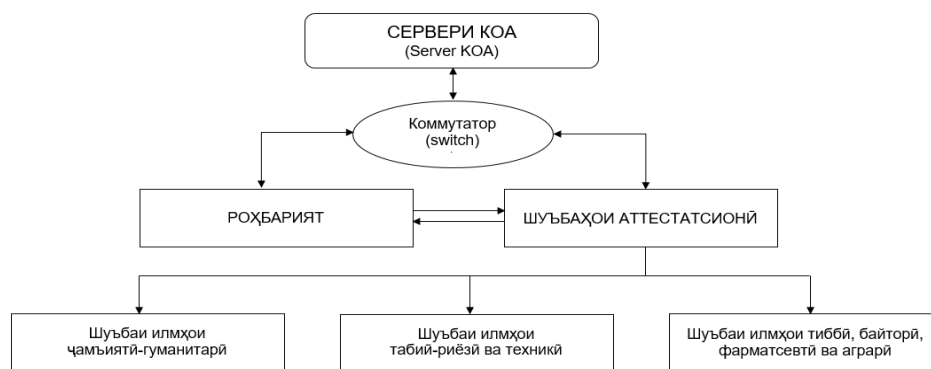 СЕРВЕРИ КОА
(Server KOA)
Коммутатор
(switch)
РОҲБАРИЯТ
ШУЪБАҲОИ АТТЕСТАТСИОНӢ
Шуъбаи илмҳои
ҷамъиятӣ-гуманитарӣ
Шуъбаи илмҳои
табиӣ-риёзӣ ва техникӣ
Шуъбаи илмҳои тиббӣ, байторӣ,
фарматсевтӣ ва аграрӣ